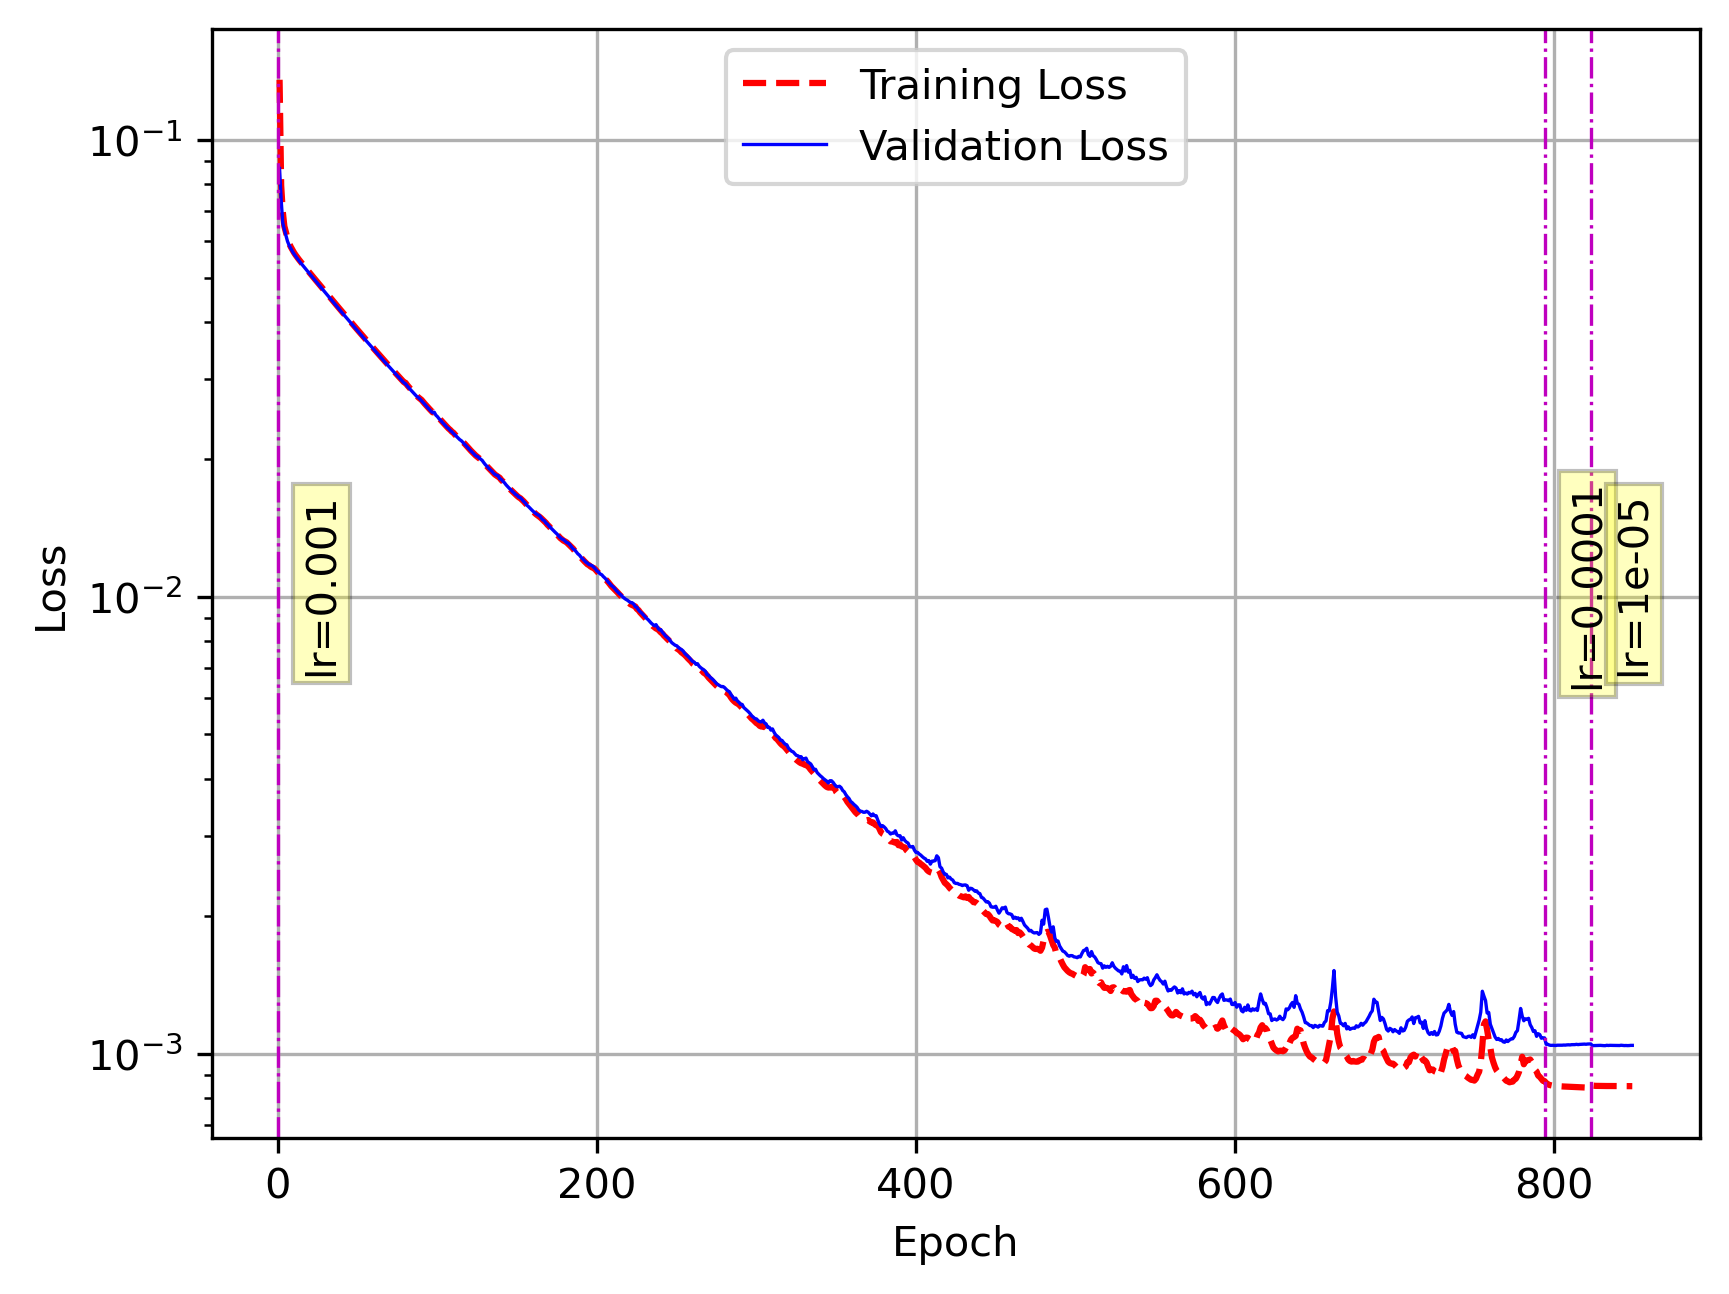 Training Loss
Validation Loss
10⁻¹
10⁻²
10⁻³
Loss
lr=0.001
lr=0.0001
lr=1e-05
0 200 400 600 800
Epoch